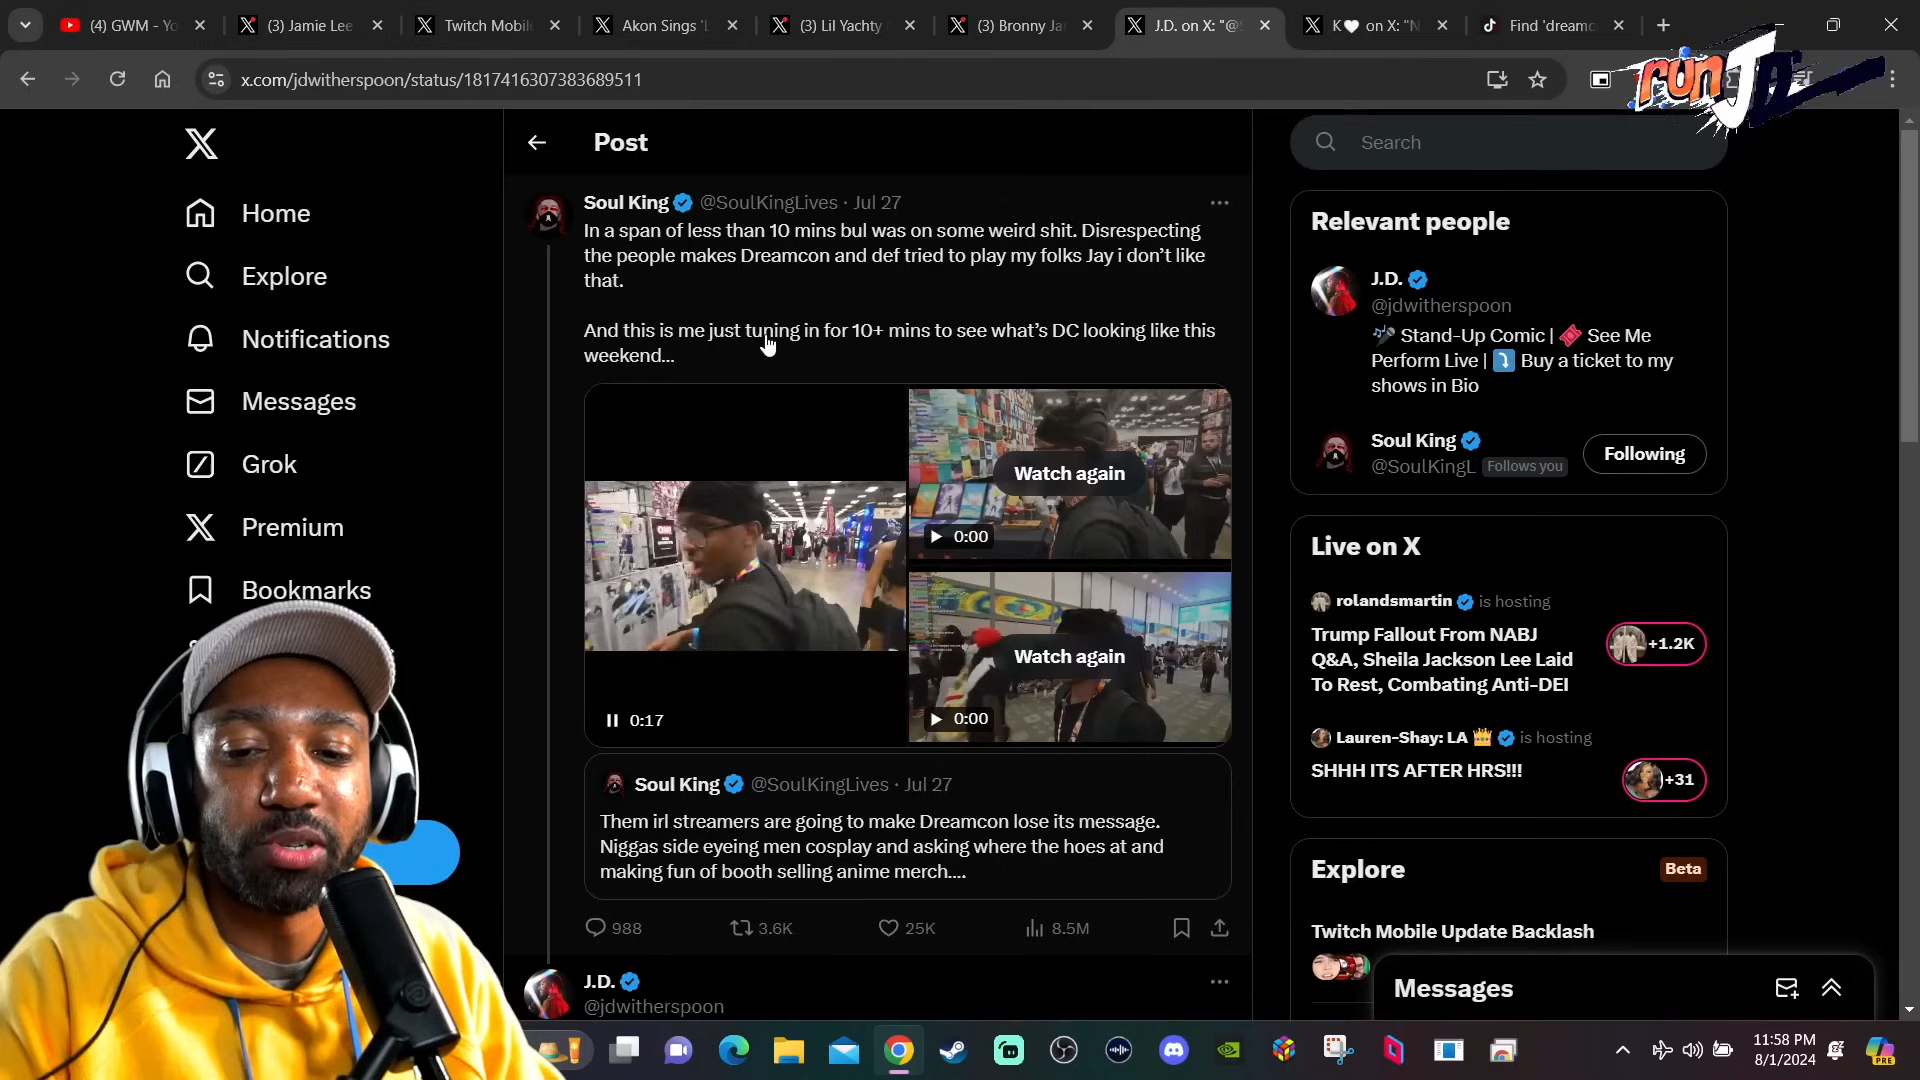 (4) GWM - Yo
(3) Jamie Lee
Twitch Mobile
Akon Sings 'L
(3) Lil Yachty
(3) Bronny Ja
J.D. on X: "@
K🖤 on X: "N
Find 'dreamc
x.com/jdwitherspoon/status/1817416307383689511
run JD
Post
Search
Home
Explore
Notifications
Messages
Grok
Premium
Bookmarks
Soul King @SoulKingLives · Jul 27
In a span of less than 10 mins bul was on some weird shit. Disrespecting
the people makes Dreamcon and def tried to play my folks Jay i don't like
that.
And this is me just tuning in for 10+ mins to see what's DC looking like this
weekend...
Watch again
0:00
Watch again
0:00
0:17
Soul King @SoulKingLives · Jul 27
Them irl streamers are going to make Dreamcon lose its message.
Niggas side eyeing men cosplay and asking where the hoes at and
making fun of booth selling anime merch....
988
3.6K
25K
8.5M
J.D.
@jdwitherspoon
Relevant people
J.D.
@jdwitherspoon
🎤 Stand-Up Comic | 🎟️ See Me
Perform Live | ⤵️ Buy a ticket to my
shows in Bio
Soul King
@SoulKingL Follows you
Following
Live on X
rolandsmartin is hosting
Trump Fallout From NABJ
Q&A, Sheila Jackson Lee Laid
To Rest, Combating Anti-DEI
+1.2K
Lauren-Shay: LA 👑 is hosting
SHHH ITS AFTER HRS!!!
+31
Explore
Beta
Twitch Mobile Update Backlash
Messages
11:58 PM
8/1/2024
PRE